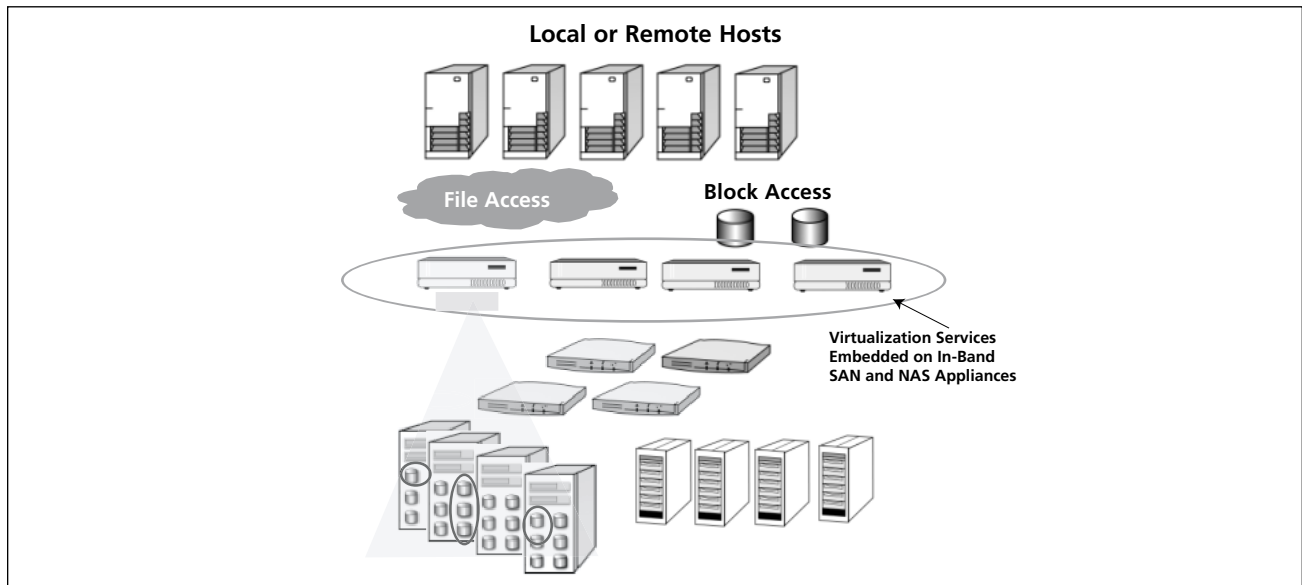 Local or Remote Hosts
File Access
Block Access
Virtualization Services
Embedded on In-Band
SAN and NAS Appliances